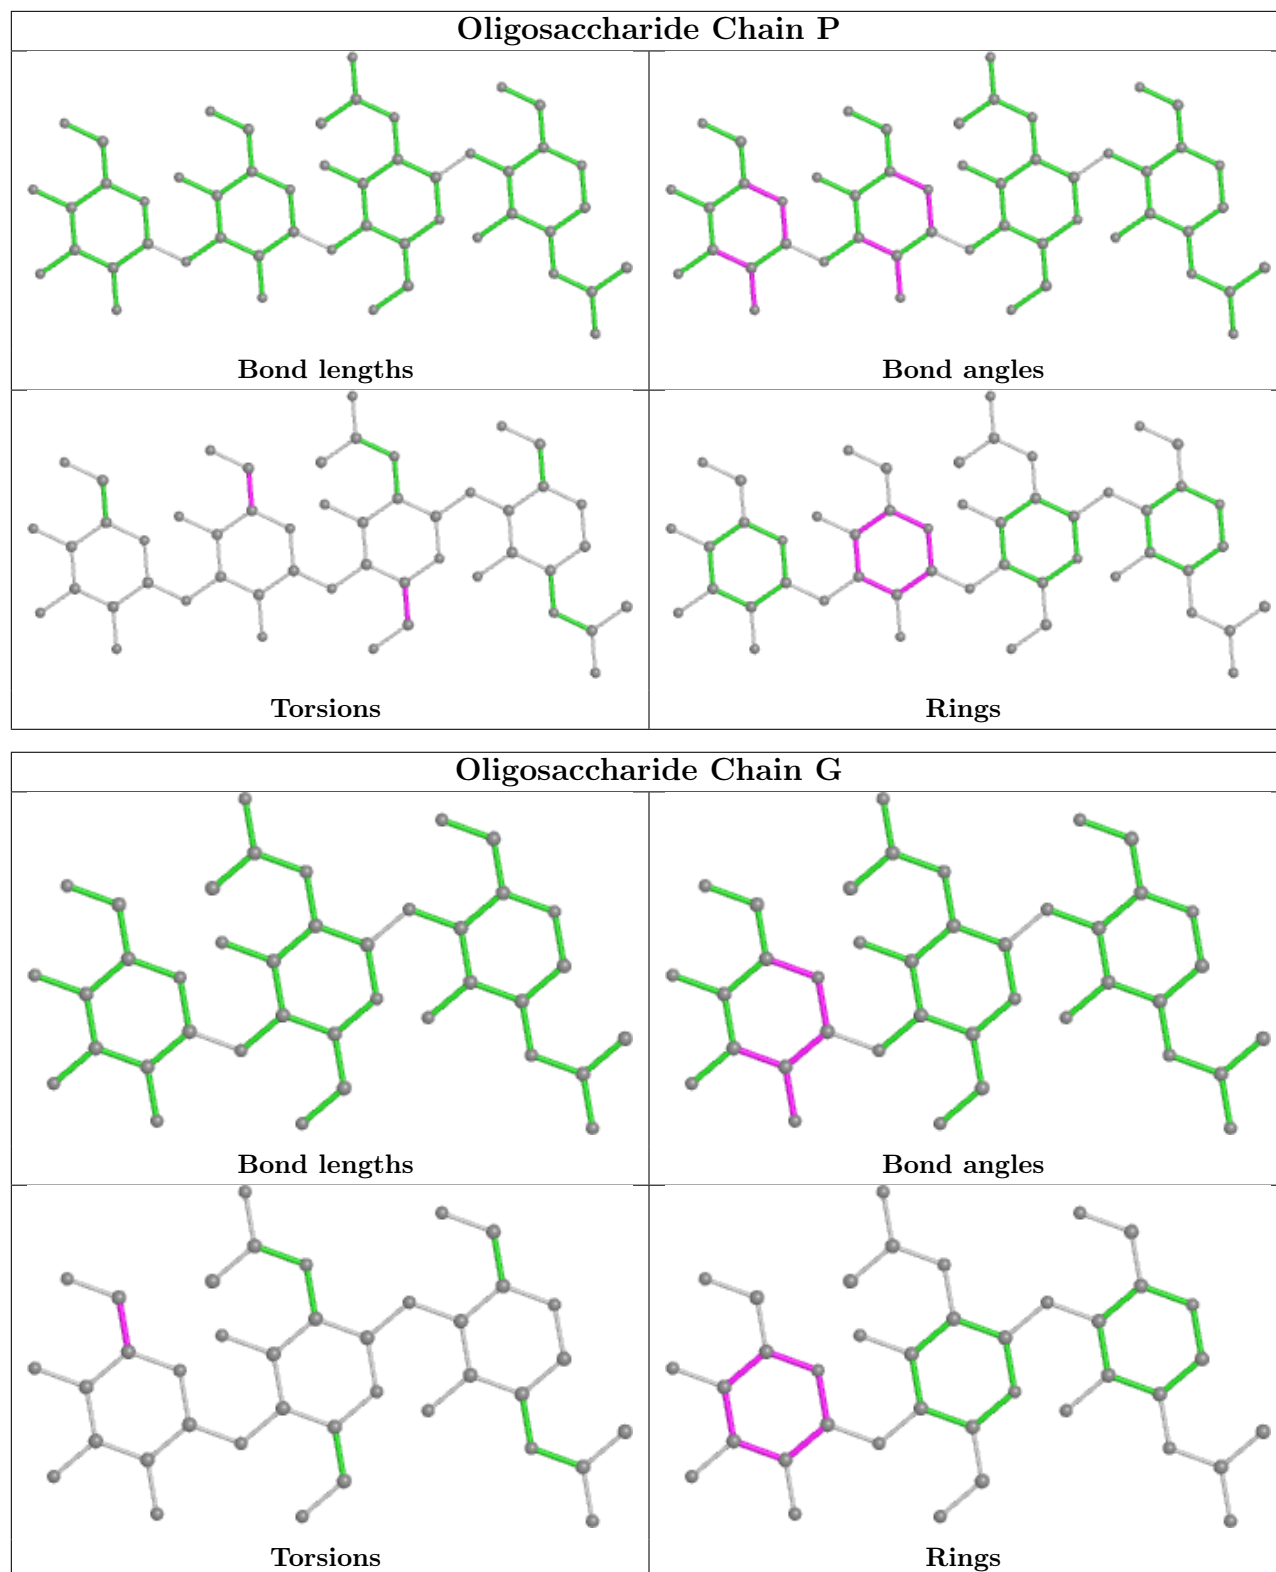 Oligosaccharide Chain P
Bond lengths
Bond angles
Torsions
Rings
Oligosaccharide Chain G
Bond lengths
Bond angles
Torsions
Rings